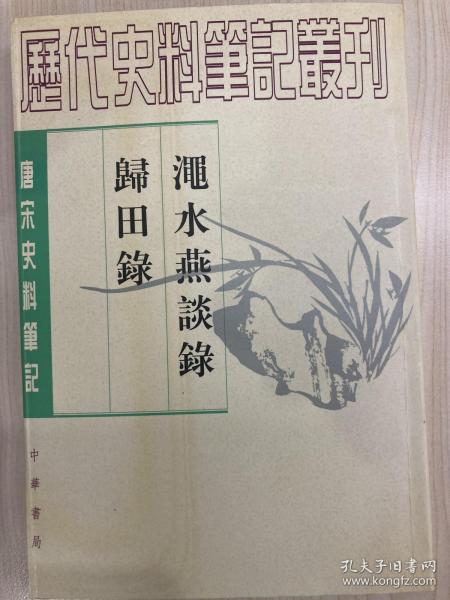 歷代史料筆記叢刊
唐宋史料筆記
澠水燕談錄
歸田錄
中華書局
孔夫子旧书网
www.kongfz.com